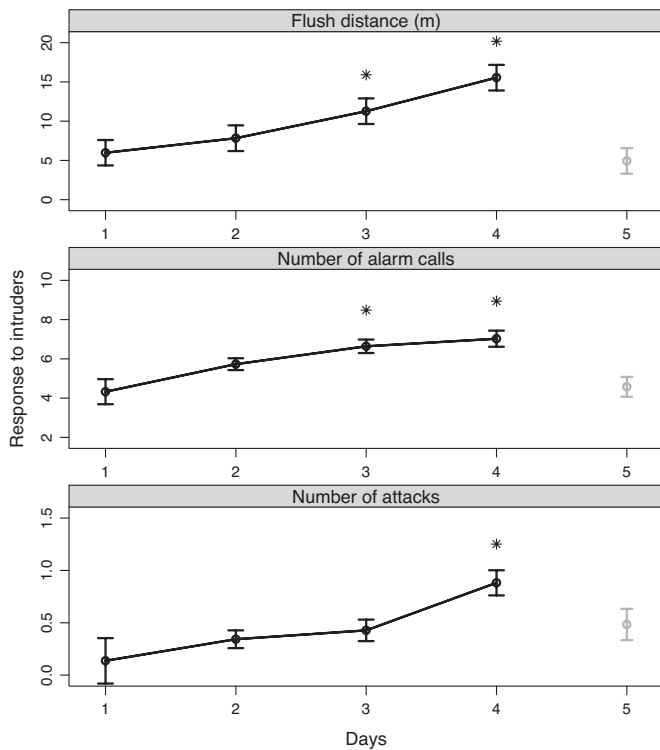 Flush distance (m)
20
15
10
5
0
1 2 3 4 5
Number of alarm calls
10
8
6
4
2
1 2 3 4 5
Number of attacks
1.5
1.0
0.5
0.0
1 2 3 4 5
Response to intruders
Days